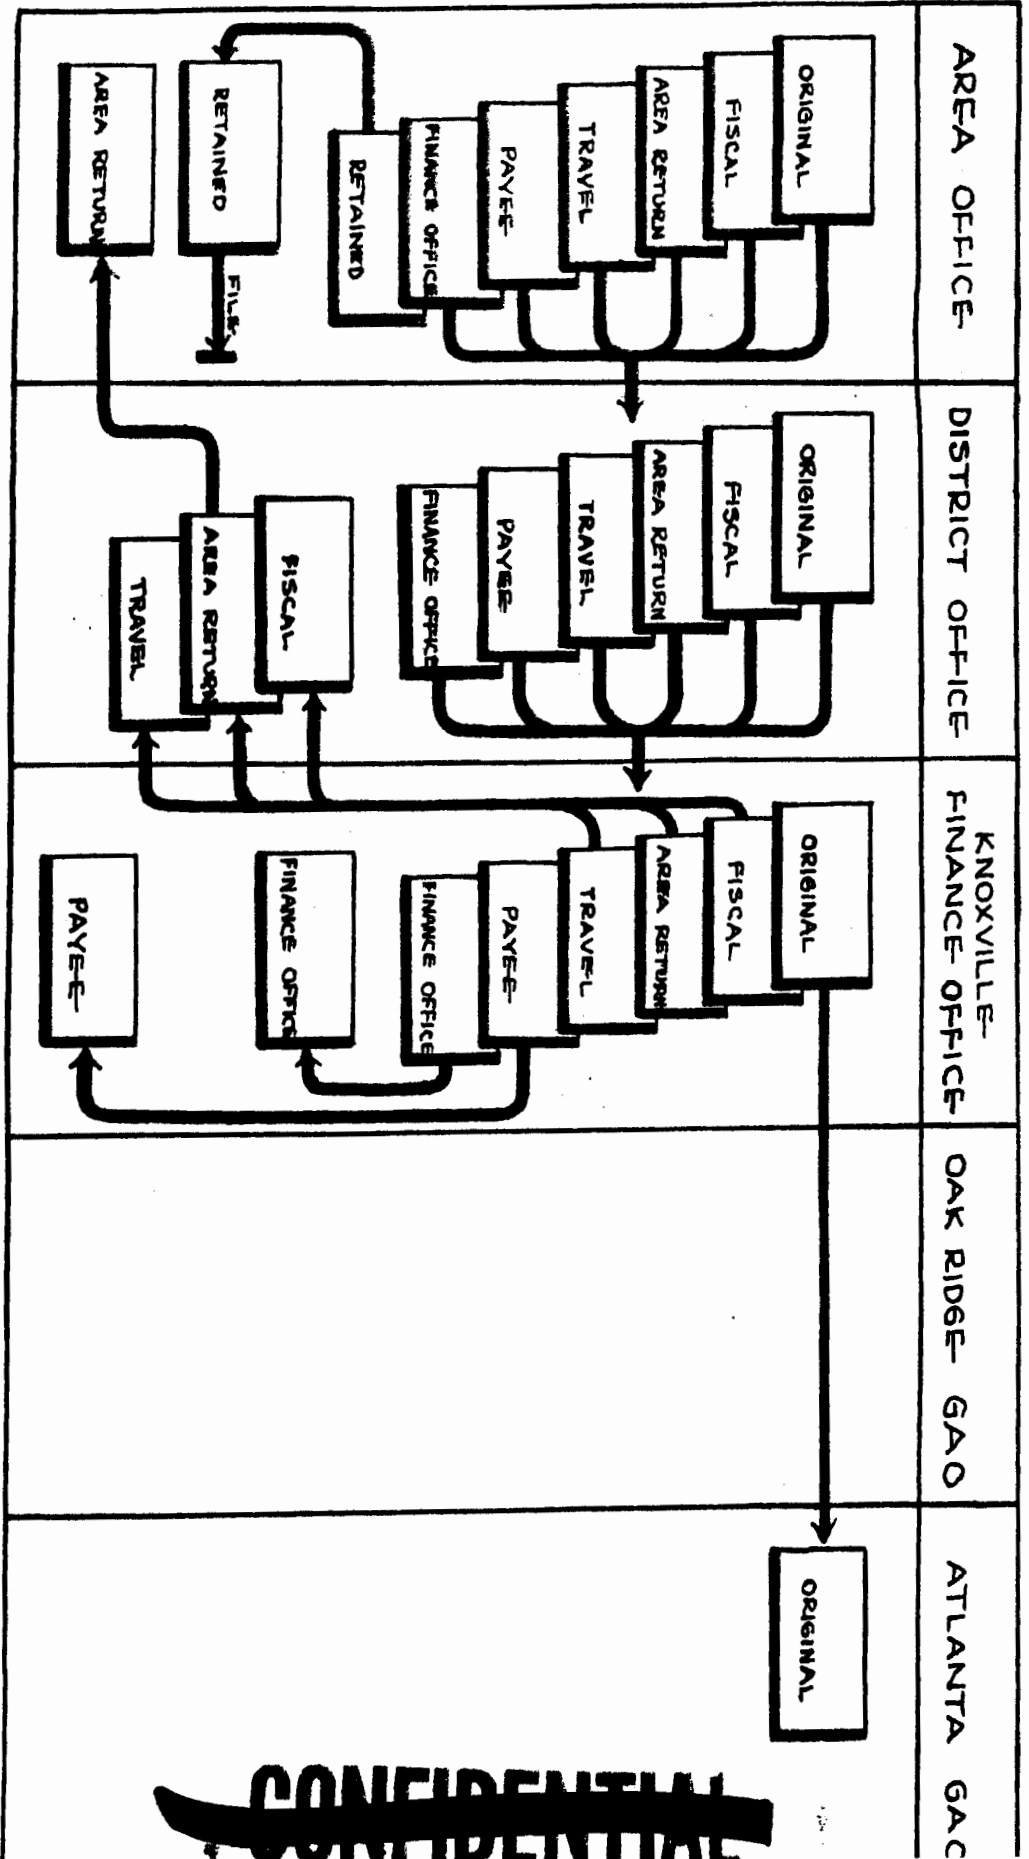 AREA OFFICE
DISTRICT OFFICE
KNOXVILLE
FINANCE OFFICE
OAK RIDGE GAO
ATLANTA GAO
ORIGINAL
FISCAL
AREA RETURN
TRAVEL
PAYEE
FINANCE OFFICE
RETAINED
RETAINED
FILE
AREA RETURN
ORIGINAL
FISCAL
AREA RETURN
TRAVEL
PAYEE
FINANCE OFFICE
FISCAL
AREA RETURN
TRAVEL
ORIGINAL
FISCAL
AREA RETURN
TRAVEL
PAYEE
FINANCE OFFICE
FINANCE OFFICE
PAYEE
ORIGINAL
CONFIDENTIAL